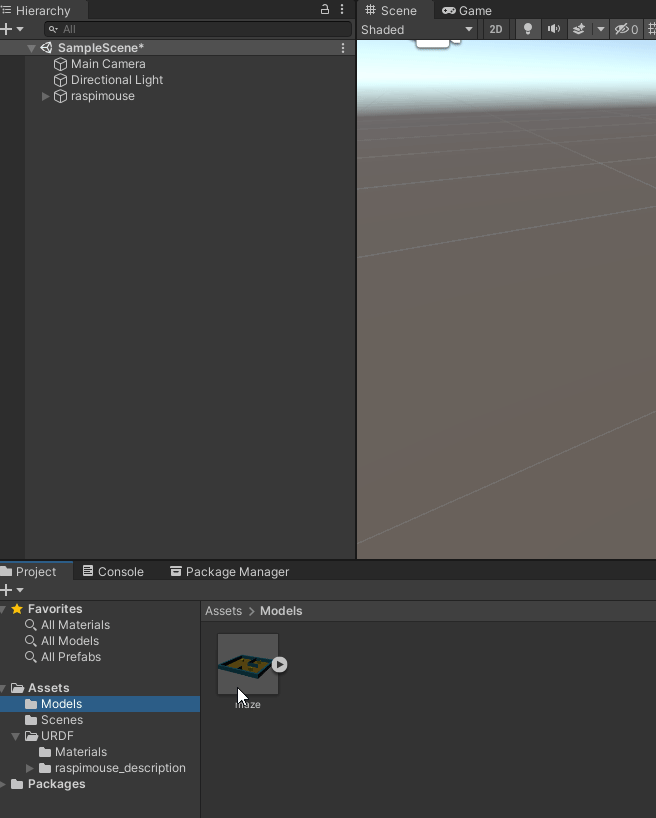 Hierarchy
All
SampleScene*
Main Camera
Directional Light
raspimouse
Scene
Game
Shaded
2D
0
Project
Console
Package Manager
Favorites
All Materials
All Models
All Prefabs
Assets
Models
Scenes
URDF
Materials
raspimouse_description
Packages
Assets > Models
maze